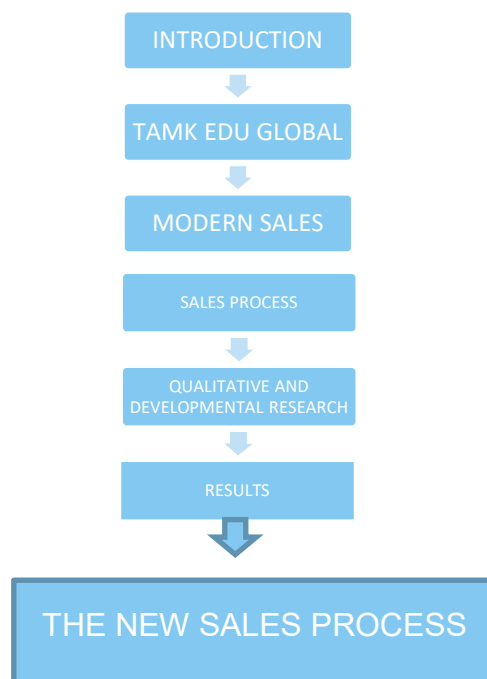 INTRODUCTION
TAMK EDU GLOBAL
MODERN SALES
SALES PROCESS
QUALITATIVE AND
DEVELOPMENTAL RESEARCH
RESULTS
THE NEW SALES PROCESS